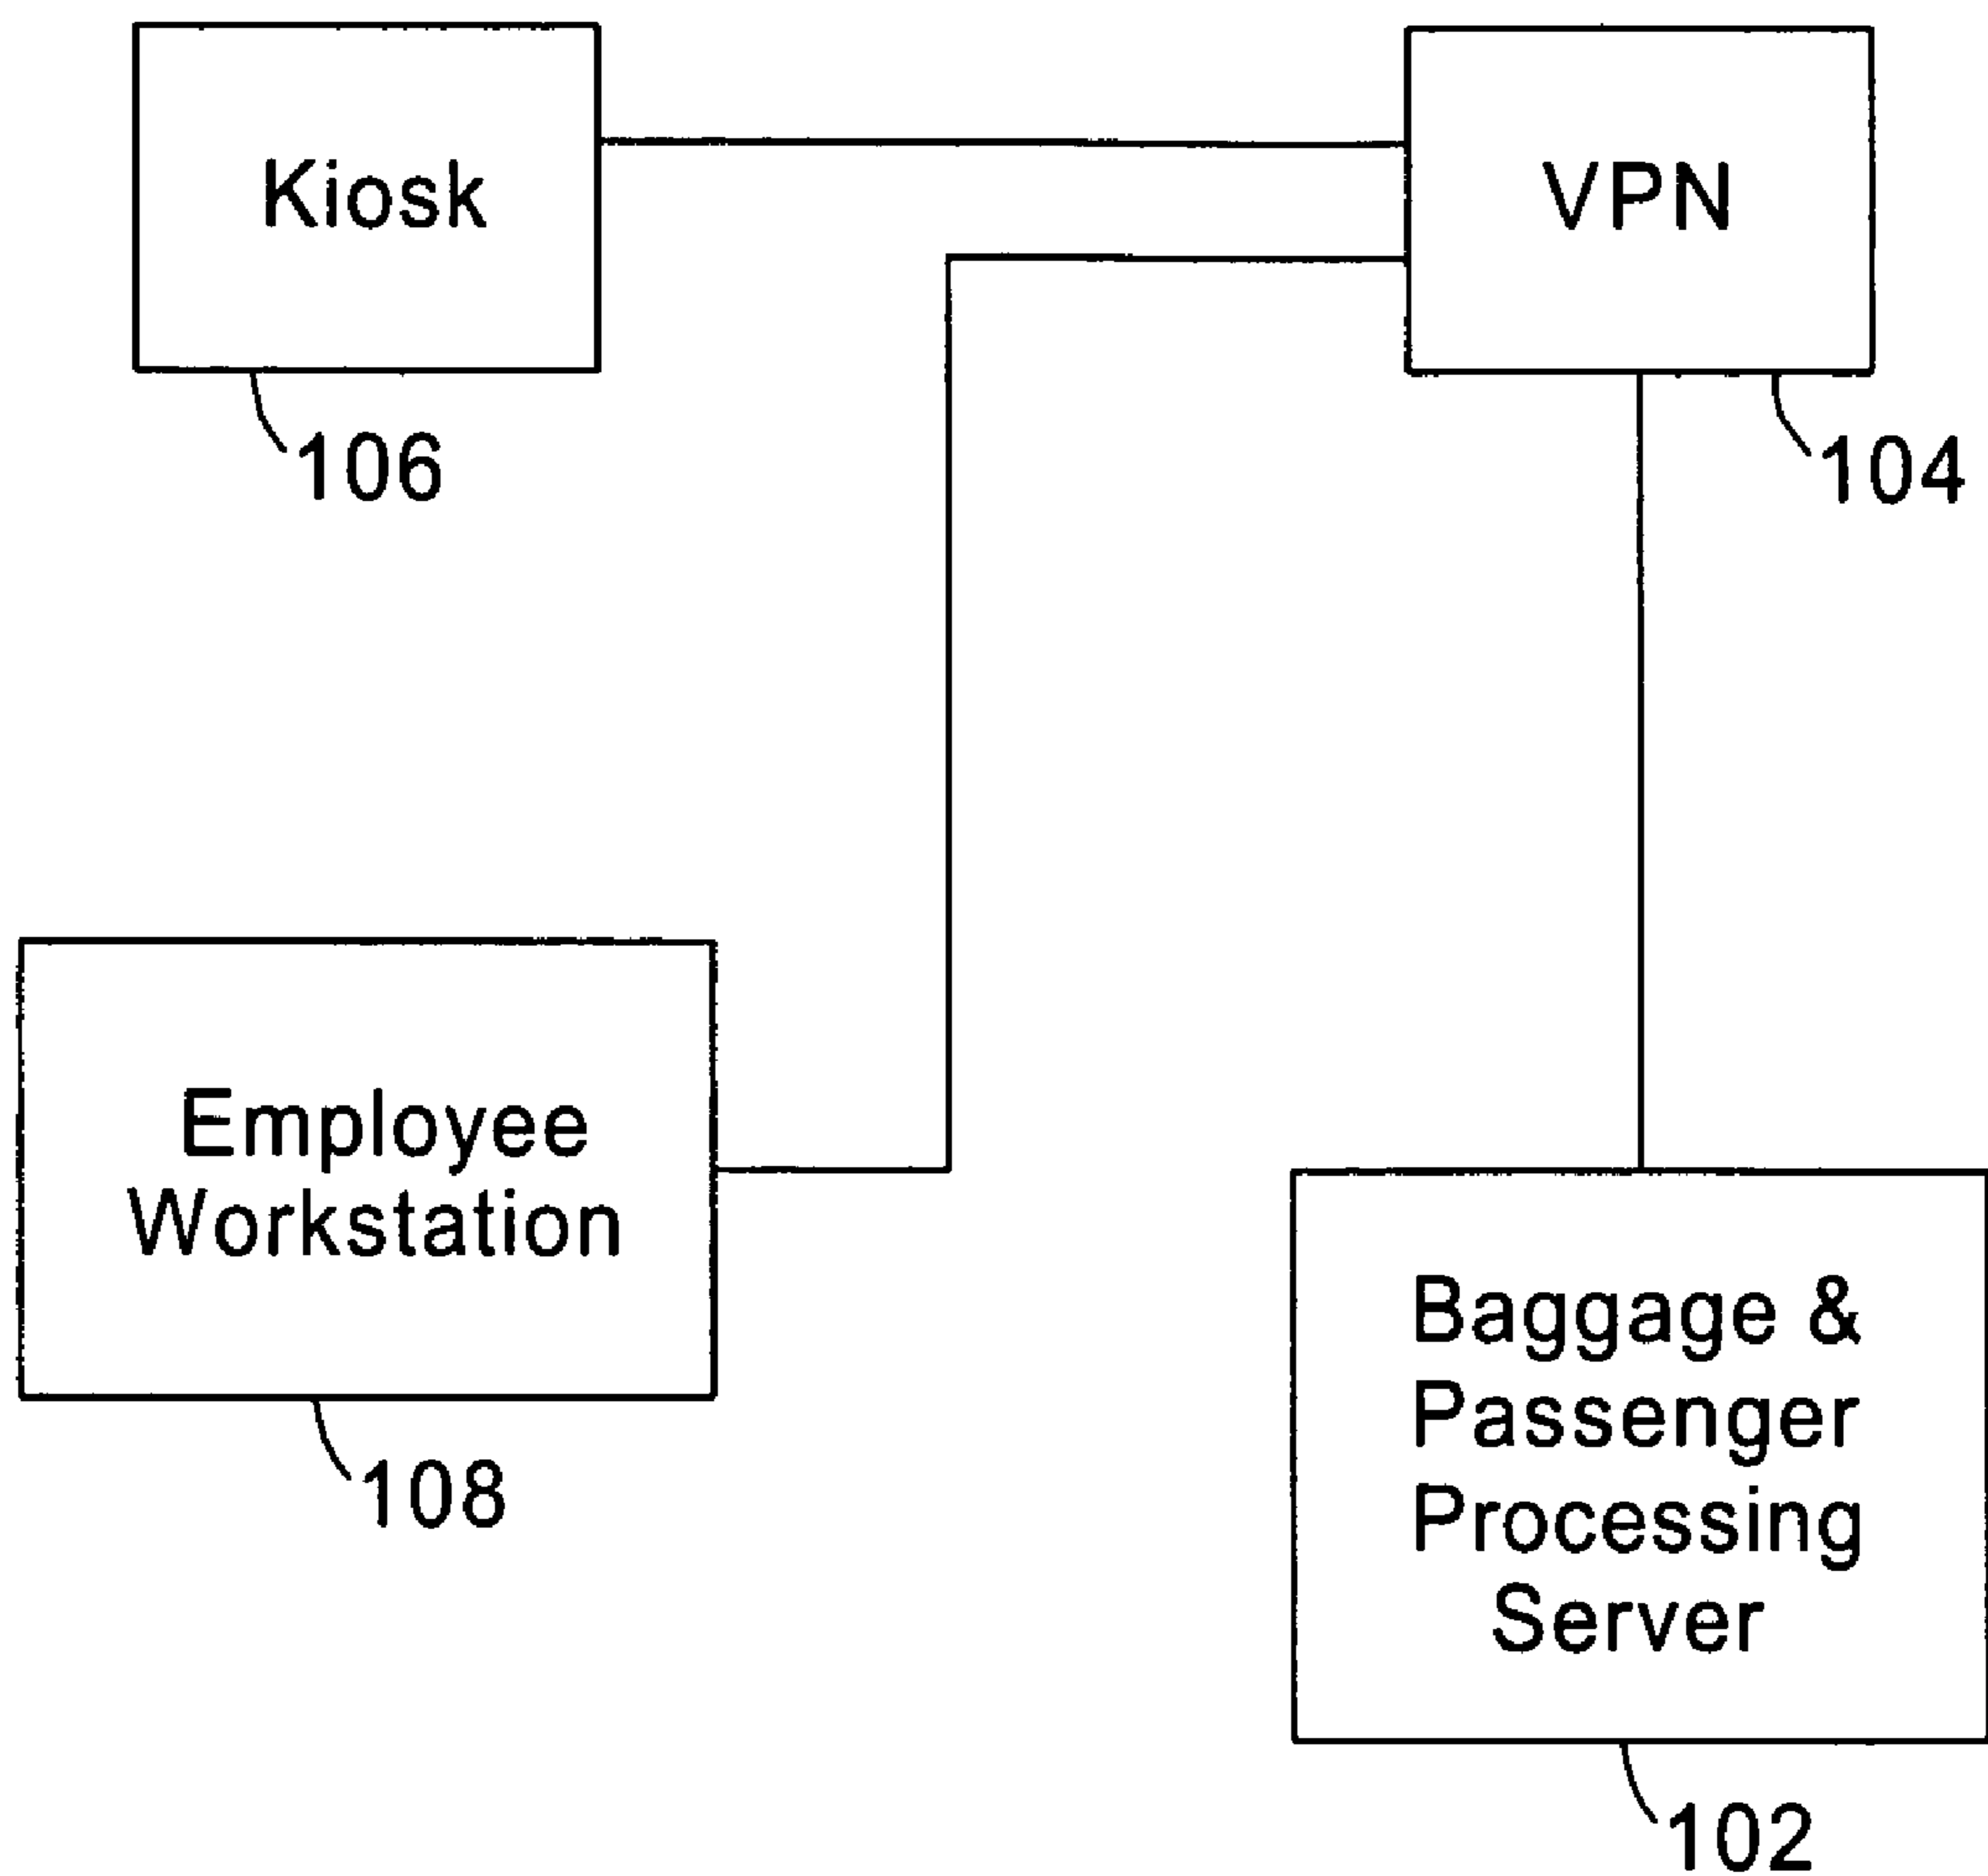 Kiosk
VPN
106
104
Employee
Workstation
108
Baggage &
Passenger
Processing
Server
102